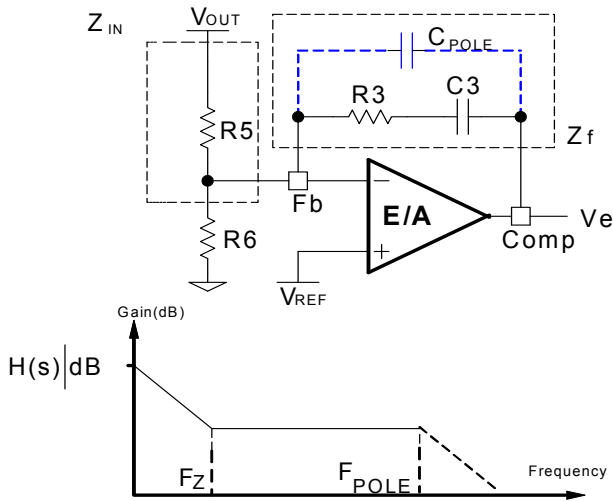 Z IN
VOUT
CPOLE
R3
C3
R5
Zf
Fb
E/A
Ve
R6
Comp
VREF
Gain(dB)
H(s)|dB
FZ
FPOLE
Frequency